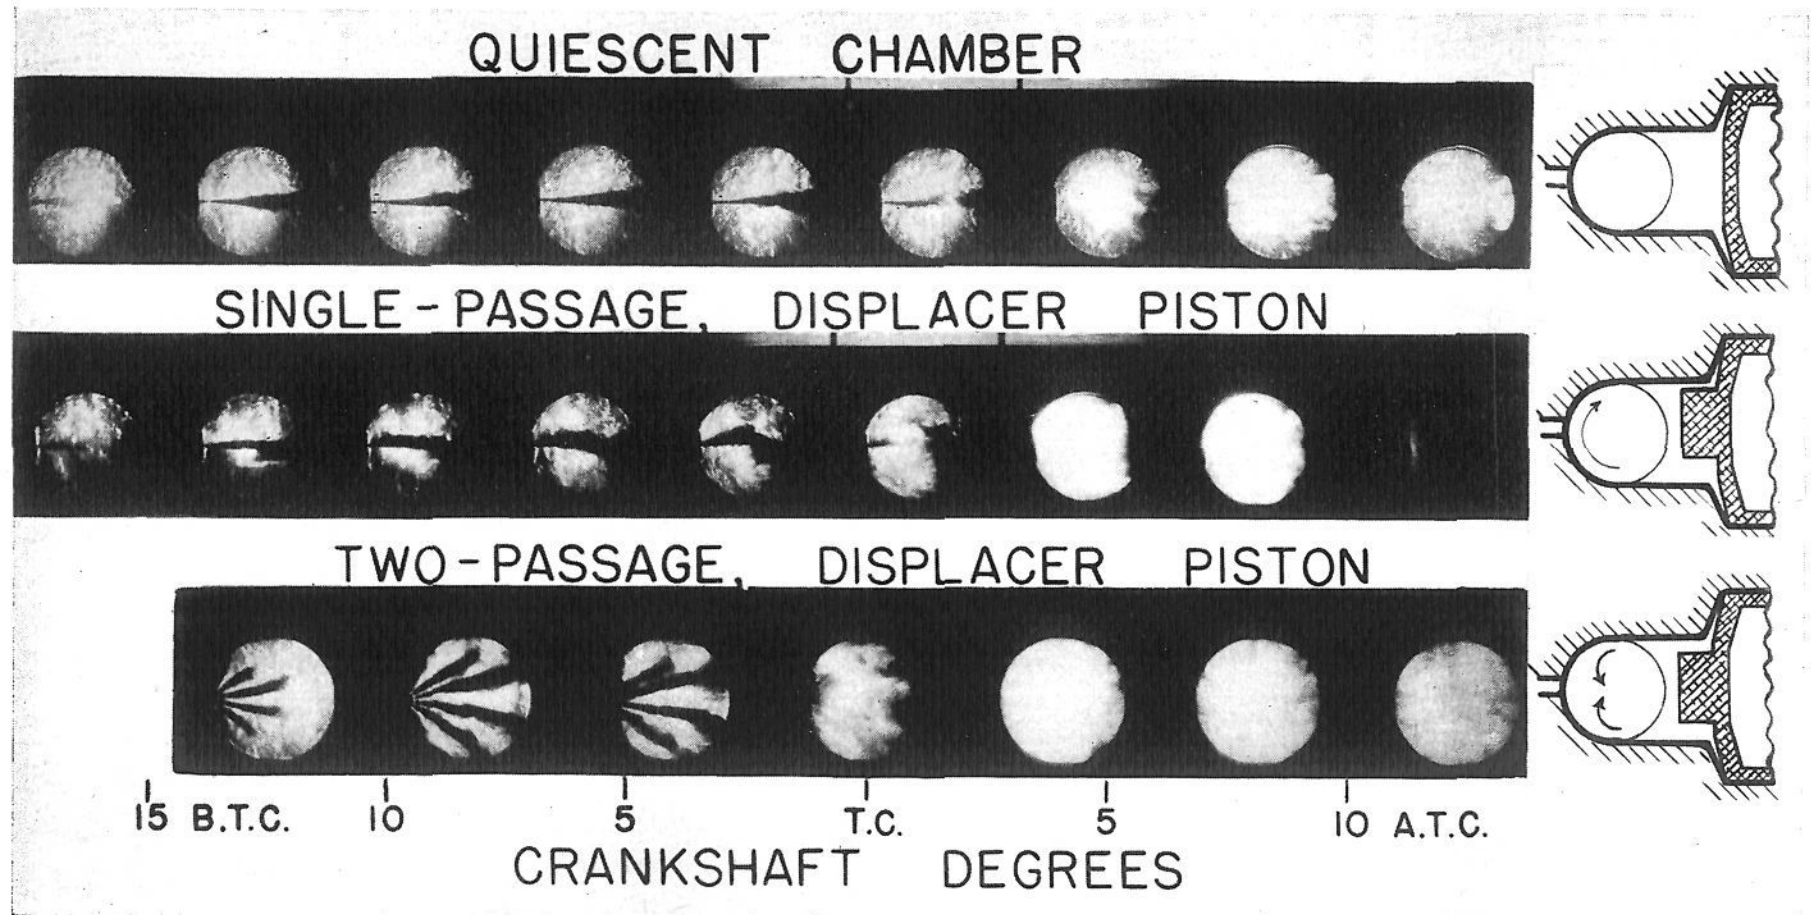 QUIESCENT CHAMBER
SINGLE-PASSAGE, DISPLACER PISTON
TWO-PASSAGE, DISPLACER PISTON
15 B.T.C. 10 5 T.C. 5 10 A.T.C.
CRANKSHAFT DEGREES